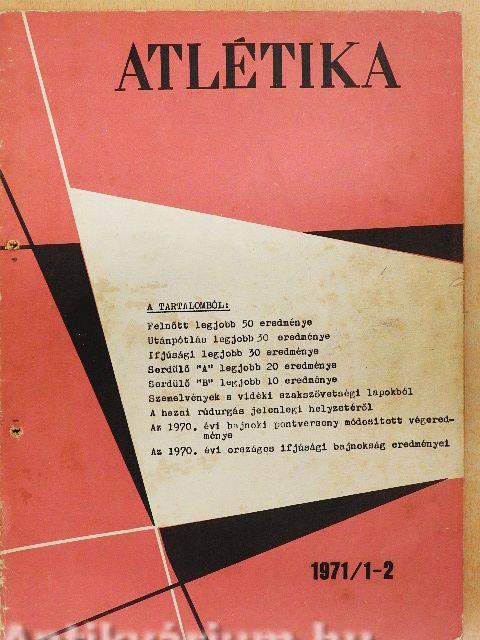 ATLÉTIKA
A TARTALOMBÓL:
Felnőtt legjobb 50 eredménye
Utánpótlás legjobb 30 eredménye
Ifjúsági legjobb 30 eredménye
Serdülő "A" legjobb 20 eredménye
Serdülő "B" legjobb 10 eredménye
Szemelvények a vidéki szakszövetségi lapokból
A hazai rúdugrás jelenlegi helyzetéről
Az 1970. évi bajnoki pontverseny módosított végered-
ménye
Az 1970. évi országos ifjúsági bajnokság eredményei
1971/1-2
Antikvárium.hu